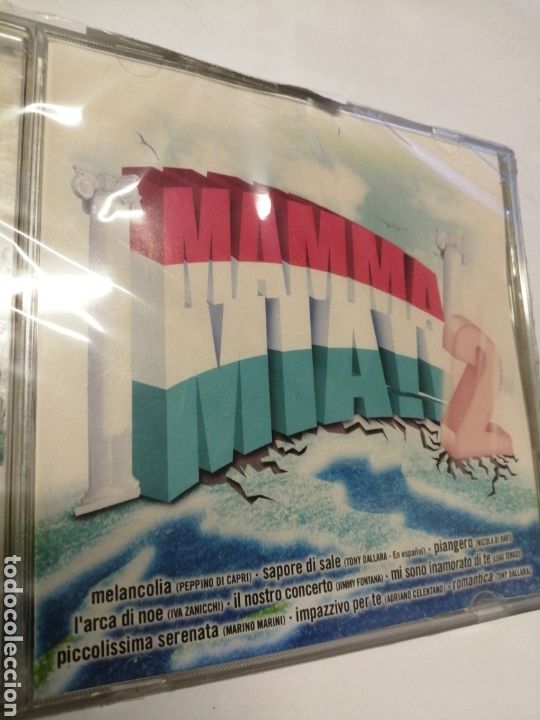 MAMMA
MIA!!
2
melancolia (PEPPINO DI CAPRI) · sapore di sale (TONY DALLARA - En español) · piangero (NICOLA DI BARI)
l'arca di noe (IVA ZANICCHI) · il nostro concerto (JIMMY FONTANA) · mi sono inamorato di te (LUIGI TENCO)
piccolissima serenata (MARINO MARINI) · impazzivo per te (ADRIANO CELENTANO) · romantica (TONY DALLARA)
todocoleccion